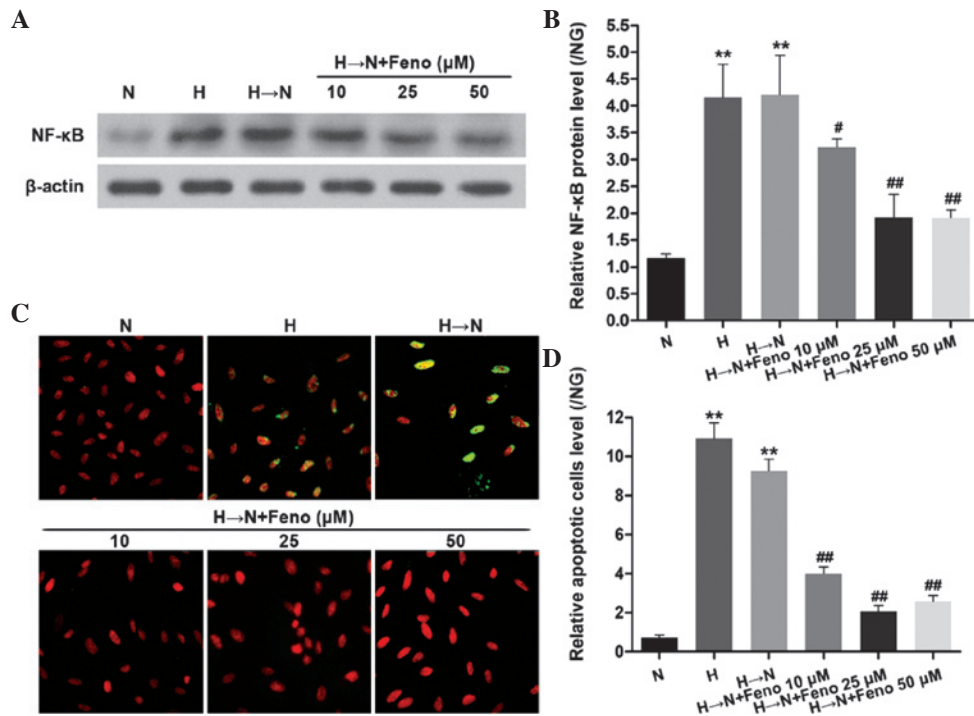 A
H→N+Feno (µM)
N H H→N 10 25 50
NF-κB
β-actin
B
Relative NF-κB protein level (/NG)
5.5
5.0
4.5
4.0
3.5
3.0
2.5
2.0
1.5
1.0
0.5
0.0
** ** # ## ##
N
H
H→N
H→N+Feno 10 µM
H→N+Feno 25 µM
H→N+Feno 50 µM
C
N H H→N
H→N+Feno (µM)
10 25 50
D
Relative apoptotic cells level (/NG)
12
10
8
6
4
2
0
** ** ## ## ##
N
H
H→N
H→N+Feno 10 µM
H→N+Feno 25 µM
H→N+Feno 50 µM